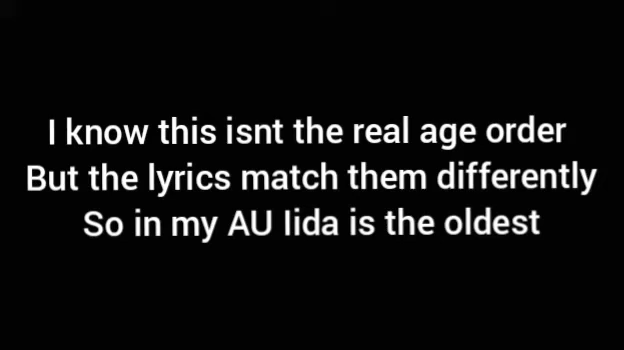 I know this isnt the real age order
But the lyrics match them differently
So in my AU Iida is the oldest